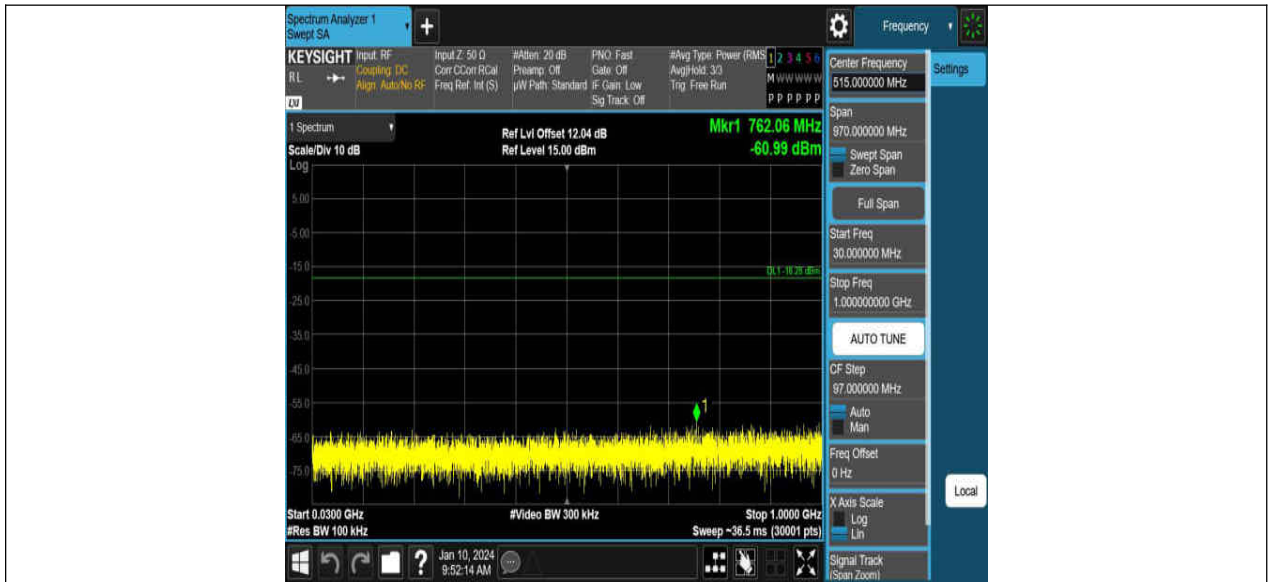 Spectrum Analyzer 1
Swept SA
+
Frequency
KEYSIGHT
RL
Input: RF
Coupling: DC
Align: Auto/No RF
Input Z: 50 Ω
Corr CCorr RCal
Freq Ref: Int (S)
#Atten: 20 dB
Preamp: Off
µW Path: Standard
PNO: Fast
Gate: Off
IF Gain: Low
Sig Track: Off
#Avg Type: Power (RMS
Avg|Hold: 3/3
Trig: Free Run
1 2 3 4 5 6
M W W W W W
P P P P P P
1 Spectrum
Scale/Div 10 dB
Ref Lvl Offset 12.04 dB
Ref Level 15.00 dBm
Mkr1 762.06 MHz
-60.99 dBm
Log
5.00
-5.00
-15.0
DL1 -18.28 dBm
-25.0
-35.0
-45.0
-55.0
1
-65.0
-75.0
Start 0.0300 GHz
#Res BW 100 kHz
#Video BW 300 kHz
Stop 1.0000 GHz
Sweep ~36.5 ms (30001 pts)
Center Frequency
515.000000 MHz
Settings
Span
970.000000 MHz
Swept Span
Zero Span
Full Span
Start Freq
30.000000 MHz
Stop Freq
1.000000000 GHz
AUTO TUNE
CF Step
97.000000 MHz
Auto
Man
Freq Offset
0 Hz
X Axis Scale
Log
Lin
Local
Signal Track
(Span Zoom)
?
Jan 10, 2024
9:52:14 AM